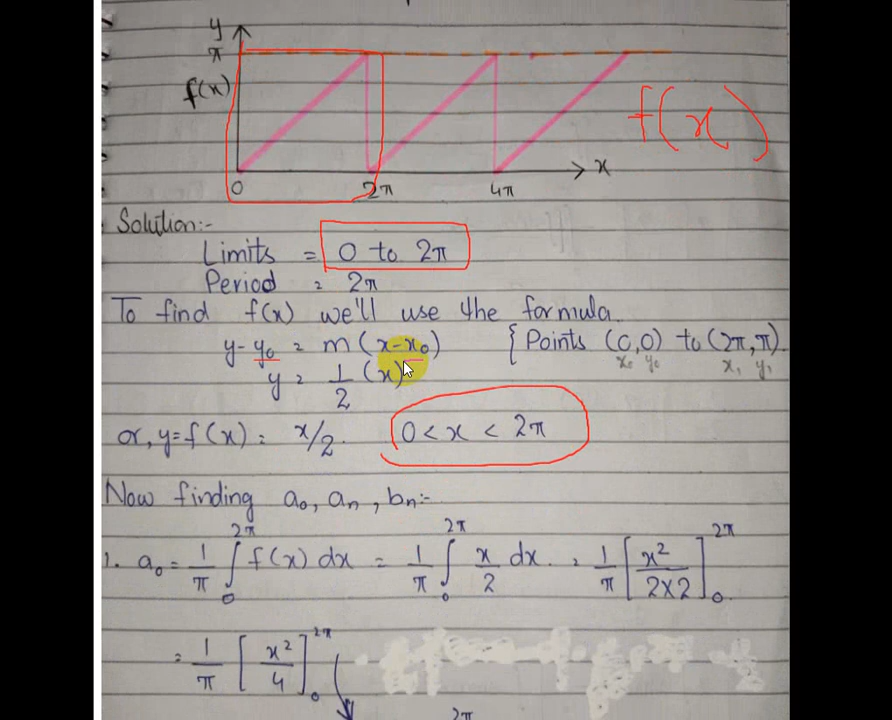 y
π
f(x)
f(x)
x
0 2π 4π
Solution:-
Limits = 0 to 2π
Period = 2π
To find f(x) we'll use the formula.
y-y₀ = m(x-x₀) {Points (0,0) to (2π,π).
x₀ y₀ x₁ y₁
y = 1/2 (x)
or, y=f(x) = x/2. 0<x<2π
Now finding a₀, aₙ, bₙ:-
1. a₀ = 1/π ∫₀^2π f(x) dx = 1/π ∫₀^2π x/2 dx. = 1/π [x²/2×2]₀^2π
= 1/π [x²/4]₀^2π
2π